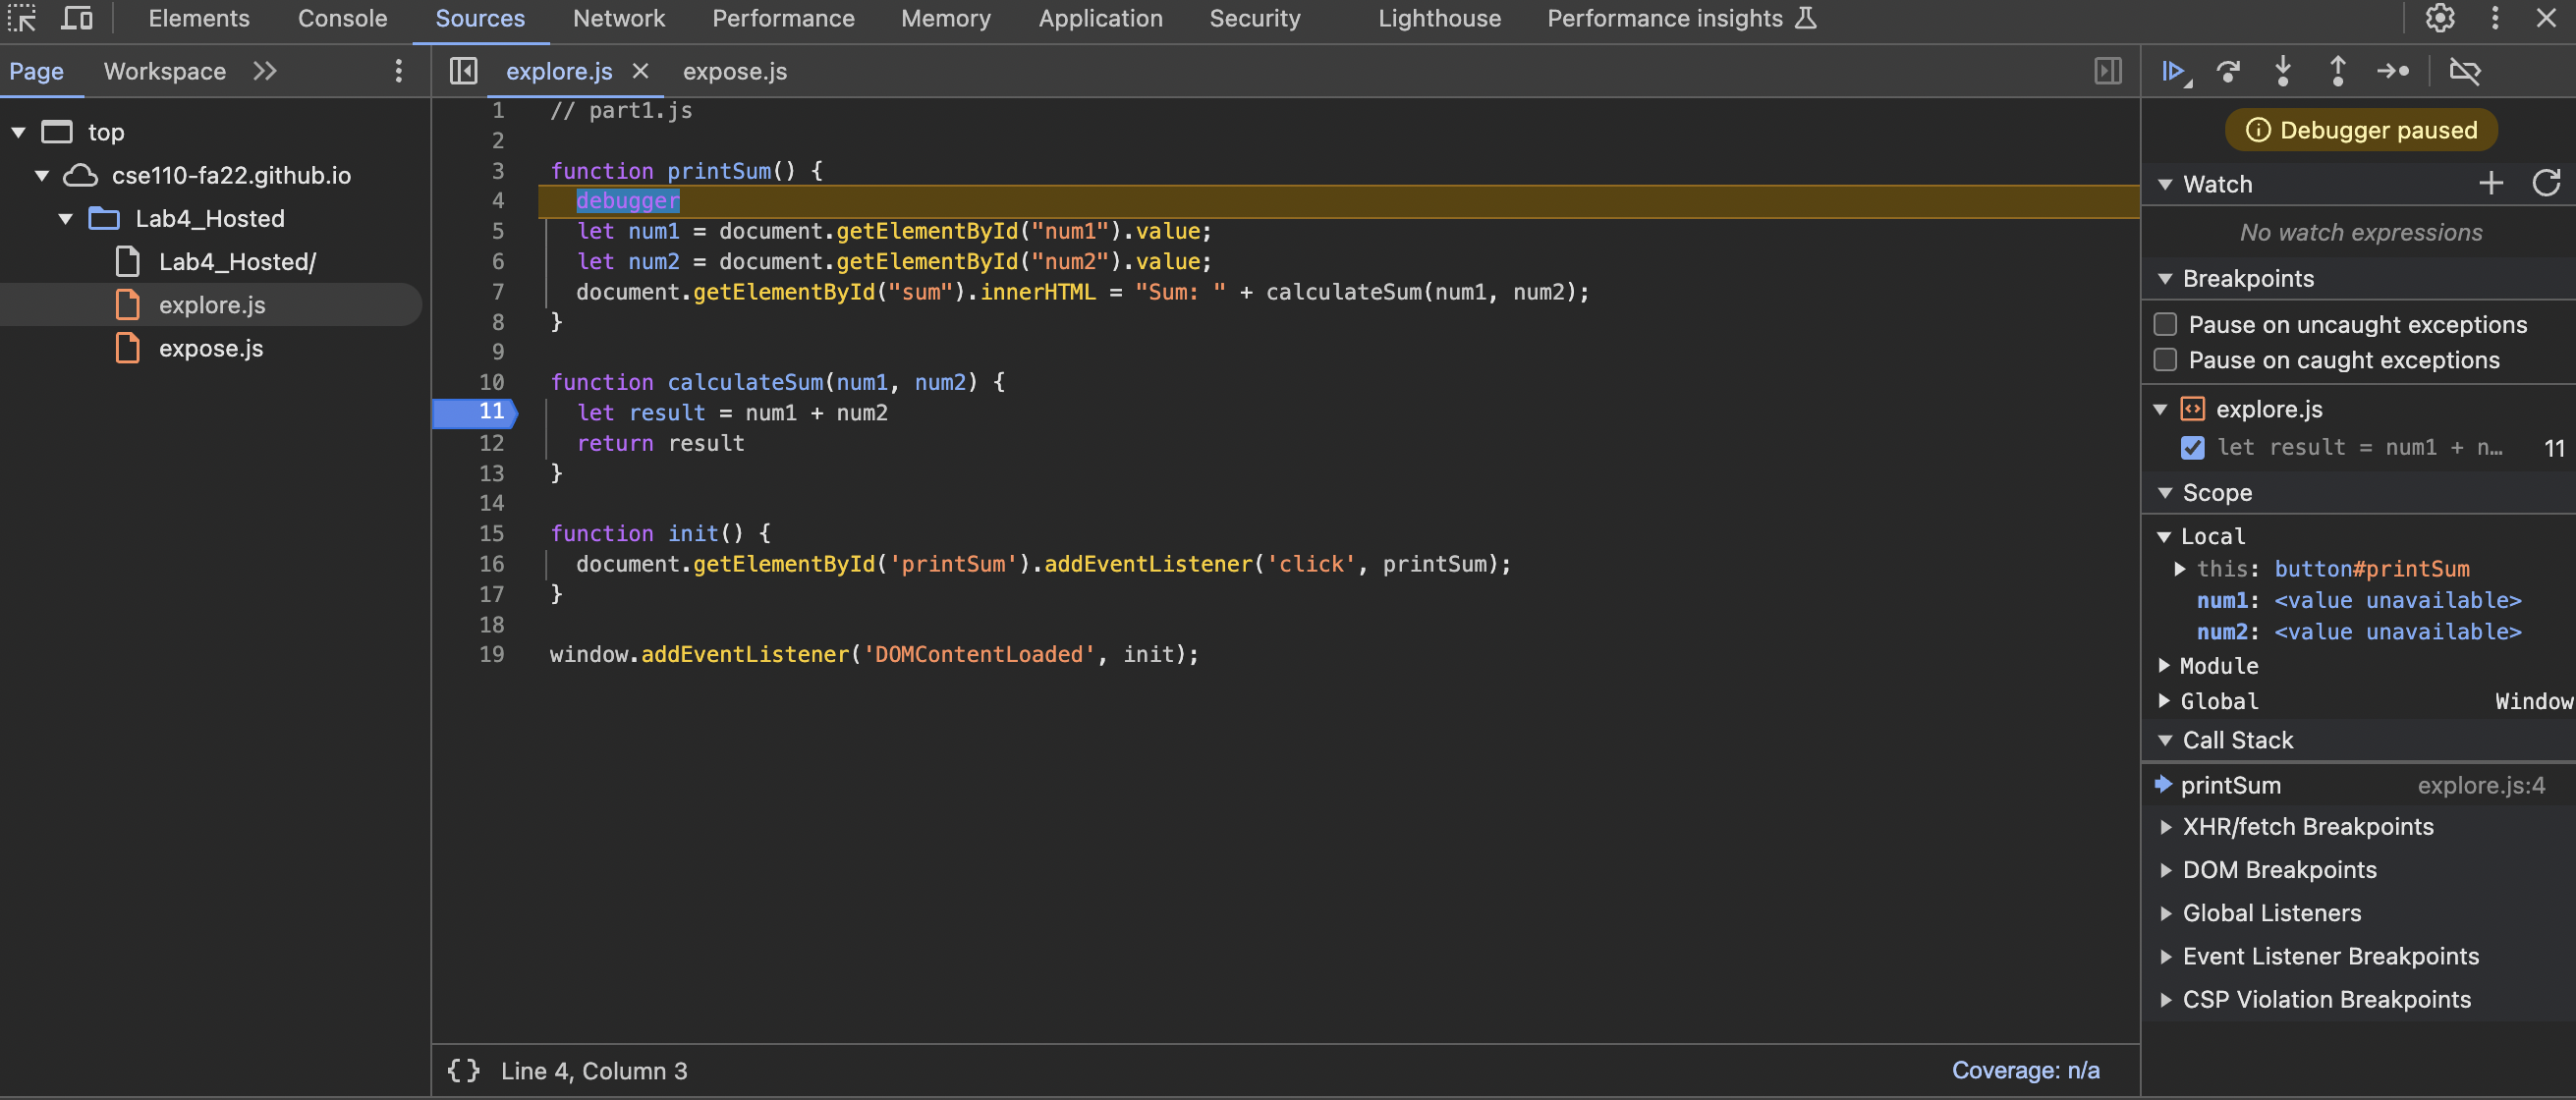 Elements Console Sources Network Performance Memory Application Security Lighthouse Performance insights
Page Workspace
top
cse110-fa22.github.io
Lab4_Hosted
Lab4_Hosted/
explore.js
expose.js
explore.js expose.js
1 // part1.js
2
3 function printSum() {
4 debugger
5 let num1 = document.getElementById("num1").value;
6 let num2 = document.getElementById("num2").value;
7 document.getElementById("sum").innerHTML = "Sum: " + calculateSum(num1, num2);
8 }
9
10 function calculateSum(num1, num2) {
11 let result = num1 + num2
12 return result
13 }
14
15 function init() {
16 document.getElementById('printSum').addEventListener('click', printSum);
17 }
18
19 window.addEventListener('DOMContentLoaded', init);
{ } Line 4, Column 3
Coverage: n/a
Debugger paused
Watch
No watch expressions
Breakpoints
Pause on uncaught exceptions
Pause on caught exceptions
explore.js
let result = num1 + n… 11
Scope
Local
this: button#printSum
num1: <value unavailable>
num2: <value unavailable>
Module
Global Window
Call Stack
printSum explore.js:4
XHR/fetch Breakpoints
DOM Breakpoints
Global Listeners
Event Listener Breakpoints
CSP Violation Breakpoints